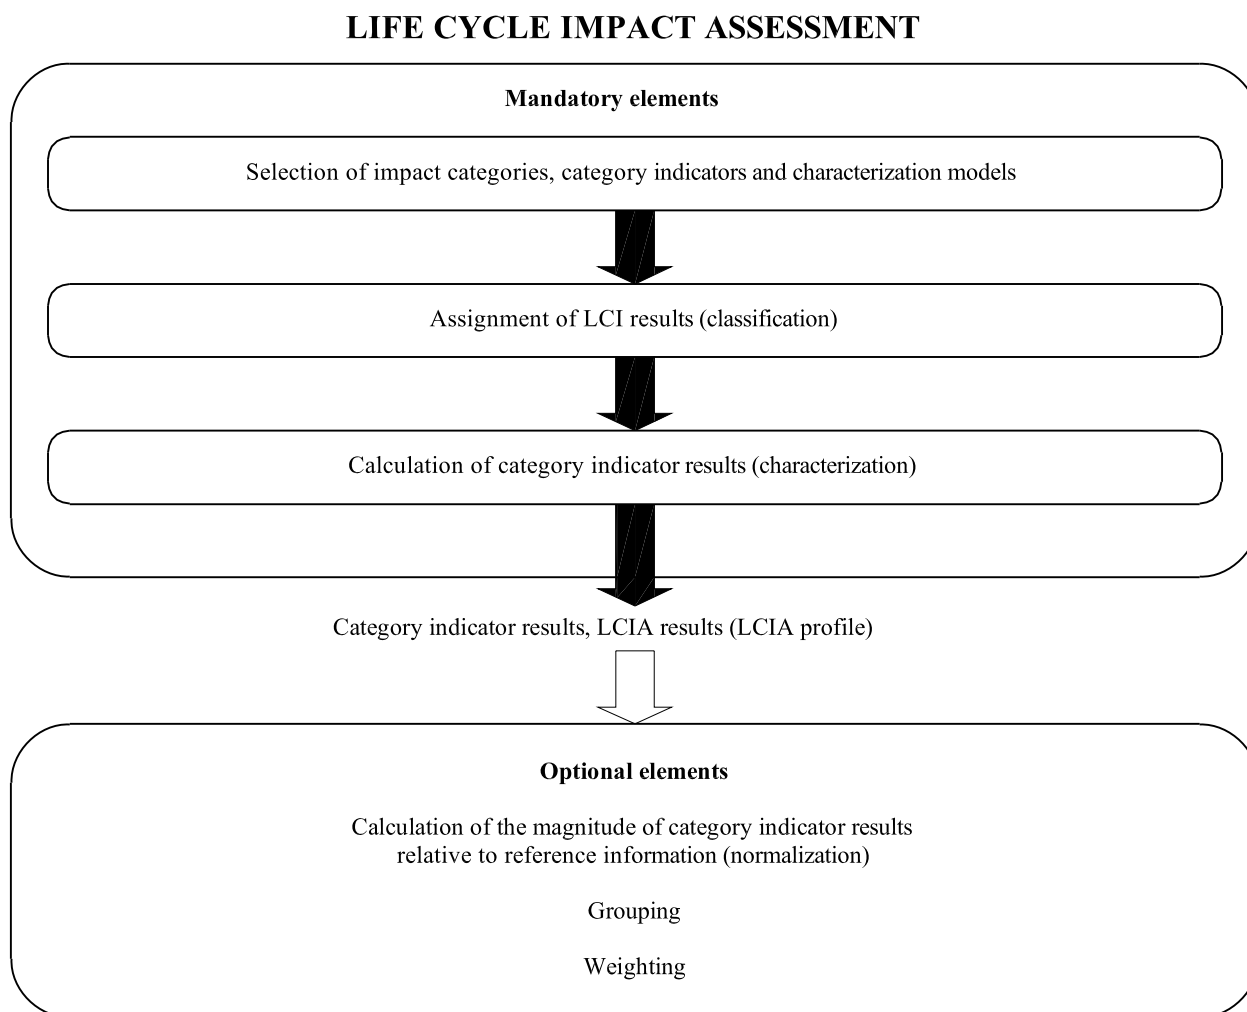 LIFE CYCLE IMPACT ASSESSMENT
Mandatory elements
Selection of impact categories, category indicators and characterization models
Assignment of LCI results (classification)
Calculation of category indicator results (characterization)
Category indicator results, LCIA results (LCIA profile)
Optional elements
Calculation of the magnitude of category indicator results
relative to reference information (normalization)
Grouping
Weighting